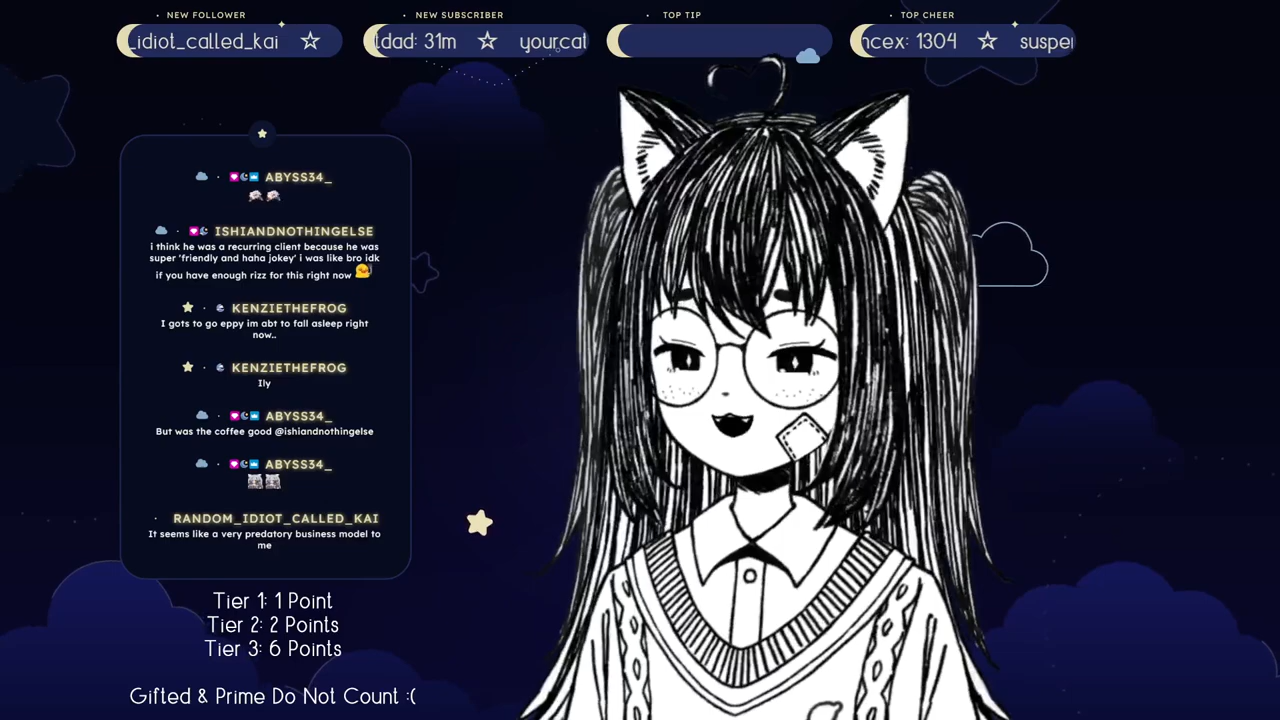 NEW FOLLOWER
_idiot_called_kai
NEW SUBSCRIBER
dad: 31m yourcat
TOP TIP
TOP CHEER
ncex: 1304
ABYSS34_
ISHIANDNOTHINGELSE
i think he was a recurring client because he was
super 'friendly and haha jokey' i was like bro idk
if you have enough rizz for this right now
KENZIETHEFROG
I gots to go eppy im abt to fall asleep right
now..
KENZIETHEFROG
Ily
ABYSS34_
But was the coffee good @ishiandnothingelse
ABYSS34_
RANDOM_IDIOT_CALLED_KAI
It seems like a very predatory business model to
me
Tier 1: 1 Point
Tier 2: 2 Points
Tier 3: 6 Points
Gifted & Prime Do Not Count :(